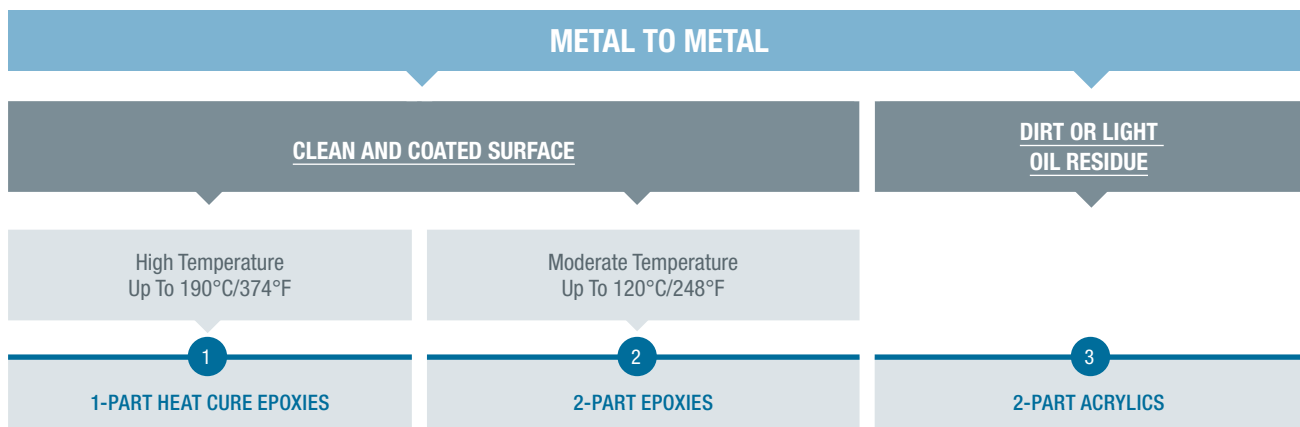 METAL TO METAL
CLEAN AND COATED SURFACE
DIRT OR LIGHT
OIL RESIDUE
High Temperature
Up To 190°C/374°F
Moderate Temperature
Up To 120°C/248°F
1
2
3
1-PART HEAT CURE EPOXIES
2-PART EPOXIES
2-PART ACRYLICS